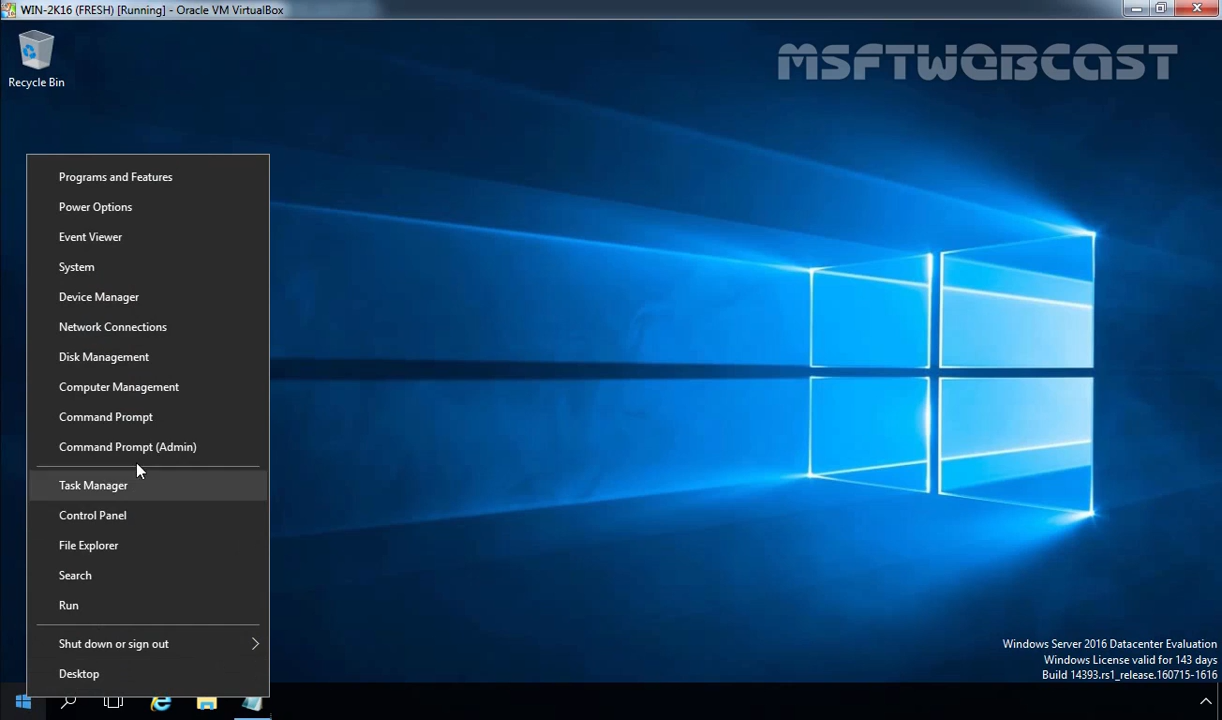 WIN-2K16 (FRESH) [Running] - Oracle VM VirtualBox
MSFTWEBCAST
Recycle Bin
Programs and Features
Power Options
Event Viewer
System
Device Manager
Network Connections
Disk Management
Computer Management
Command Prompt
Command Prompt (Admin)
Task Manager
Control Panel
File Explorer
Search
Run
Shut down or sign out
Desktop
Windows Server 2016 Datacenter Evaluation
Windows License valid for 143 days
Build 14393.rs1_release.160715-1616